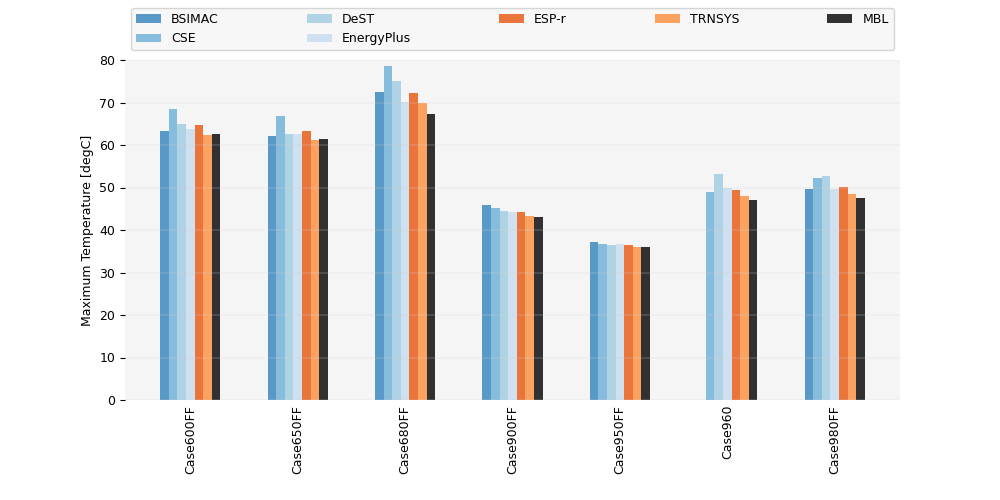 BSIMAC DeST ESP-r TRNSYS MBL
CSE EnergyPlus
Maximum Temperature [degC]
80
70
60
50
40
30
20
10
0
Case600FF
Case650FF
Case680FF
Case900FF
Case950FF
Case960
Case980FF